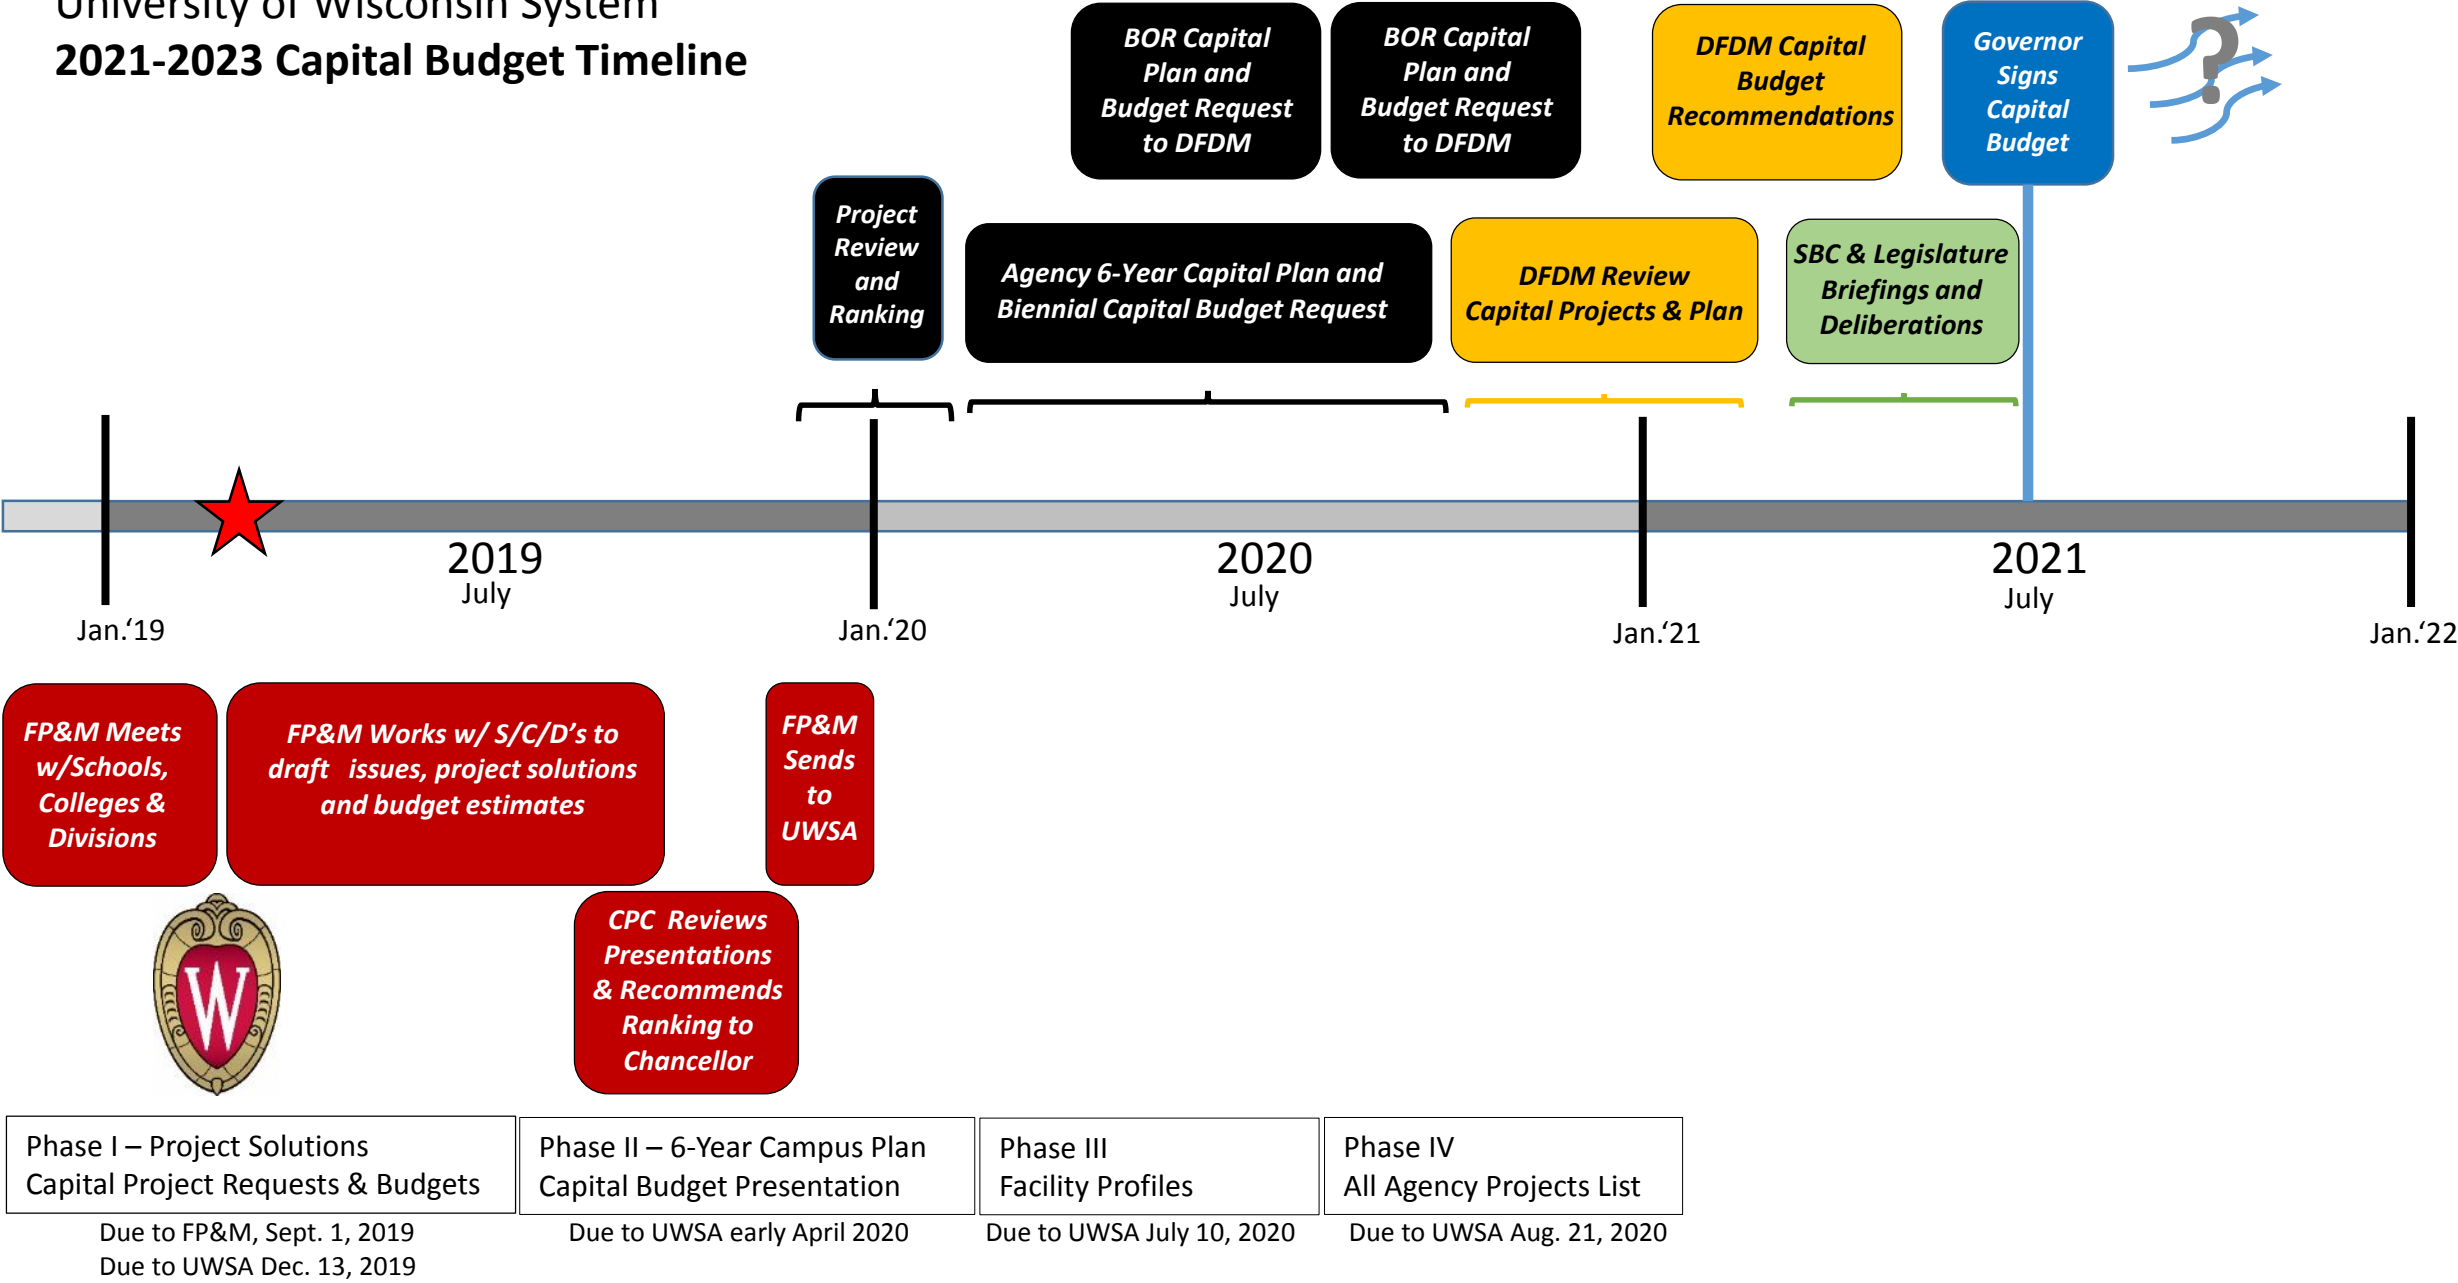 University of Wisconsin System
2021-2023 Capital Budget Timeline
BOR Capital
Plan and
Budget Request
to DFDM
BOR Capital
Plan and
Budget Request
to DFDM
DFDM Capital
Budget
Recommendations
Governor
Signs
Capital
Budget
?
Project
Review
and
Ranking
Agency 6-Year Capital Plan and
Biennial Capital Budget Request
DFDM Review
Capital Projects & Plan
SBC & Legislature
Briefings and
Deliberations
2019
July
2020
July
2021
July
Jan.‘19
Jan.‘20
Jan.‘21
Jan.‘22
FP&M Meets
w/Schools,
Colleges &
Divisions
FP&M Works w/ S/C/D’s to
draft issues, project solutions
and budget estimates
FP&M
Sends
to
UWSA
CPC Reviews
Presentations
& Recommends
Ranking to
Chancellor
W
Phase I – Project Solutions
Capital Project Requests & Budgets
Due to FP&M, Sept. 1, 2019
Due to UWSA Dec. 13, 2019
Phase II – 6-Year Campus Plan
Capital Budget Presentation
Due to UWSA early April 2020
Phase III
Facility Profiles
Due to UWSA July 10, 2020
Phase IV
All Agency Projects List
Due to UWSA Aug. 21, 2020